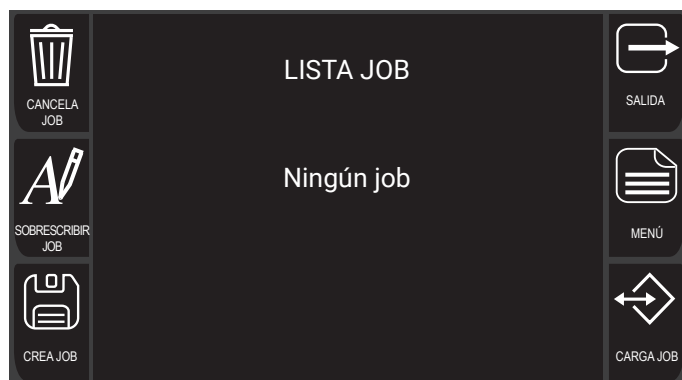 CANCELA
JOB
LISTA JOB
SALIDA
SOBRESCRIBIR
JOB
Ningún job
MENÚ
CREA JOB
CARGA JOB